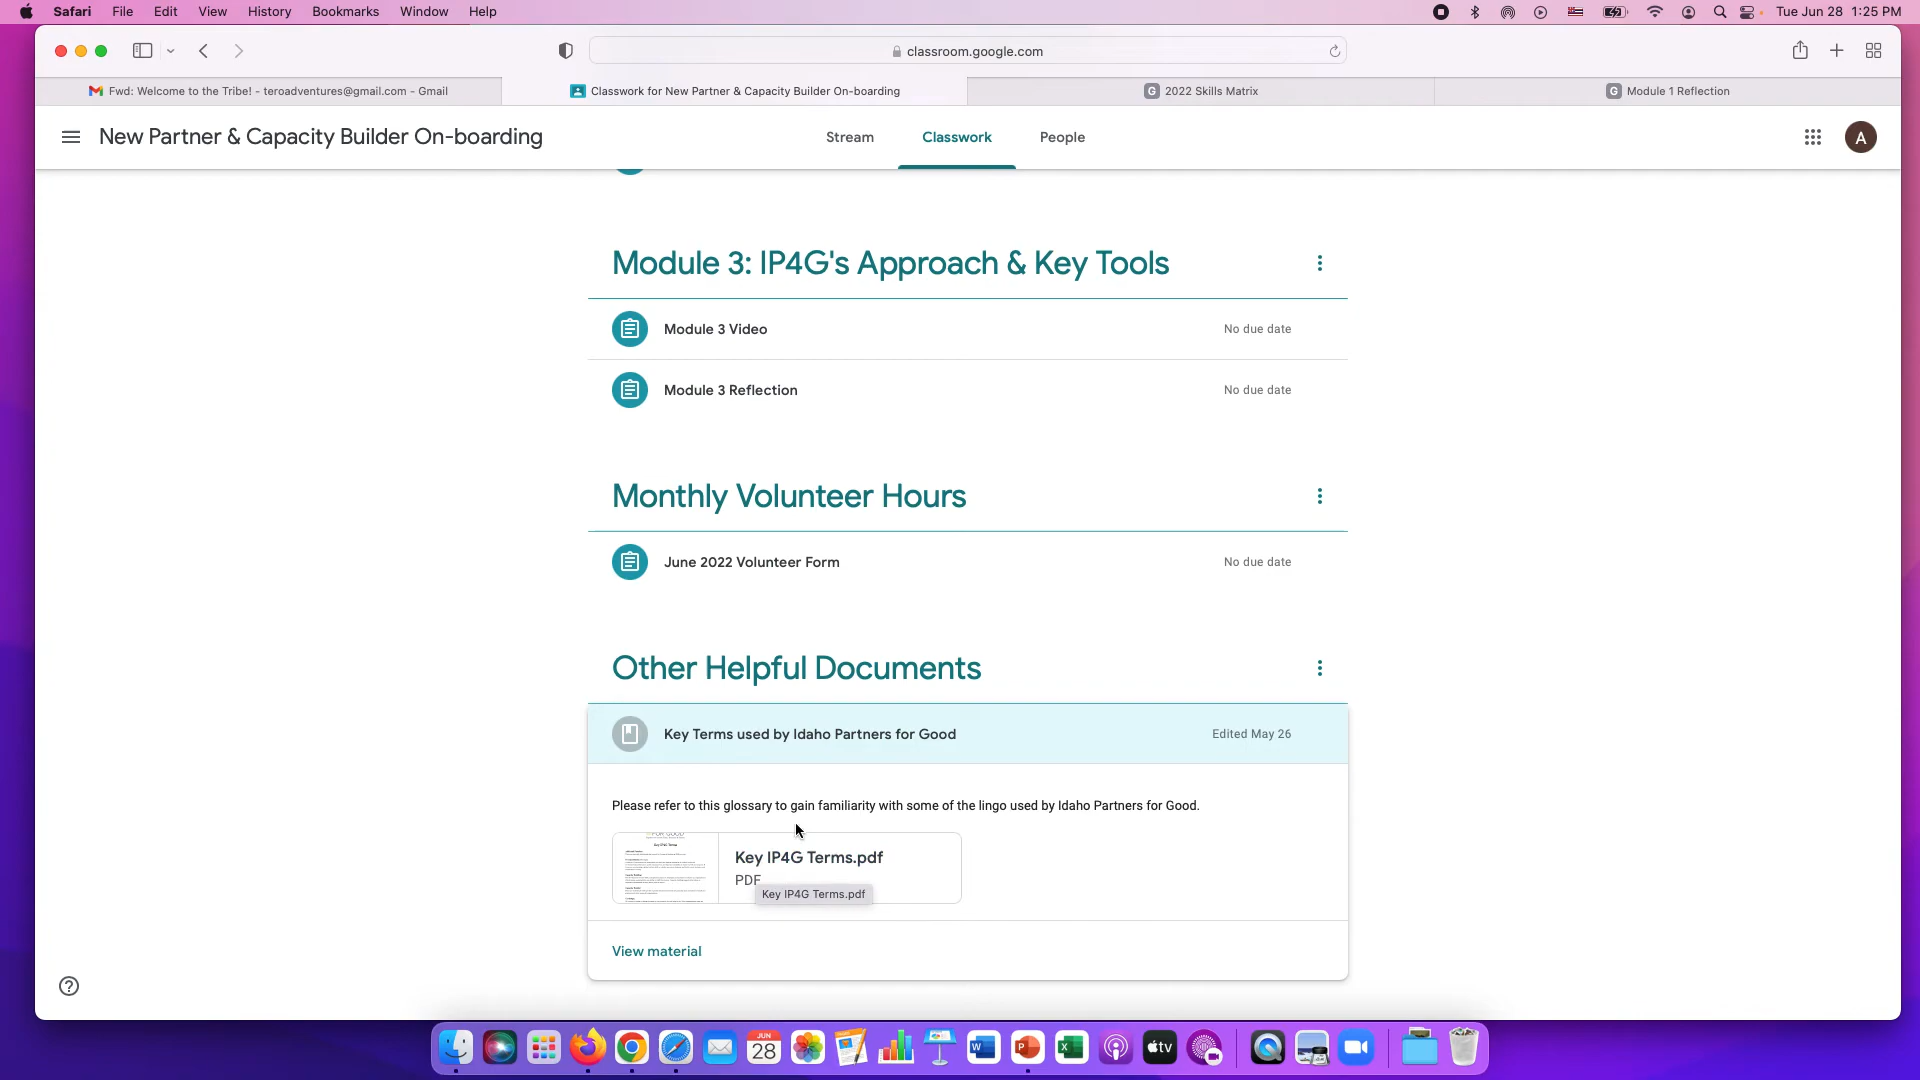 Safari File Edit View History Bookmarks Window Help
Tue Jun 28 1:25 PM
classroom.google.com
Fwd: Welcome to the Tribe! - teroadventures@gmail.com - Gmail
Classwork for New Partner & Capacity Builder On-boarding
G 2022 Skills Matrix
G Module 1 Reflection
New Partner & Capacity Builder On-boarding
Stream Classwork People
A
Module 3: IP4G's Approach & Key Tools
Module 3 Video No due date
Module 3 Reflection No due date
Monthly Volunteer Hours
June 2022 Volunteer Form No due date
Other Helpful Documents
Key Terms used by Idaho Partners for Good Edited May 26
Please refer to this glossary to gain familiarity with some of the lingo used by Idaho Partners for Good.
Key IP4G Terms.pdf
PDF
Key IP4G Terms.pdf
View material
JUN
28
tv